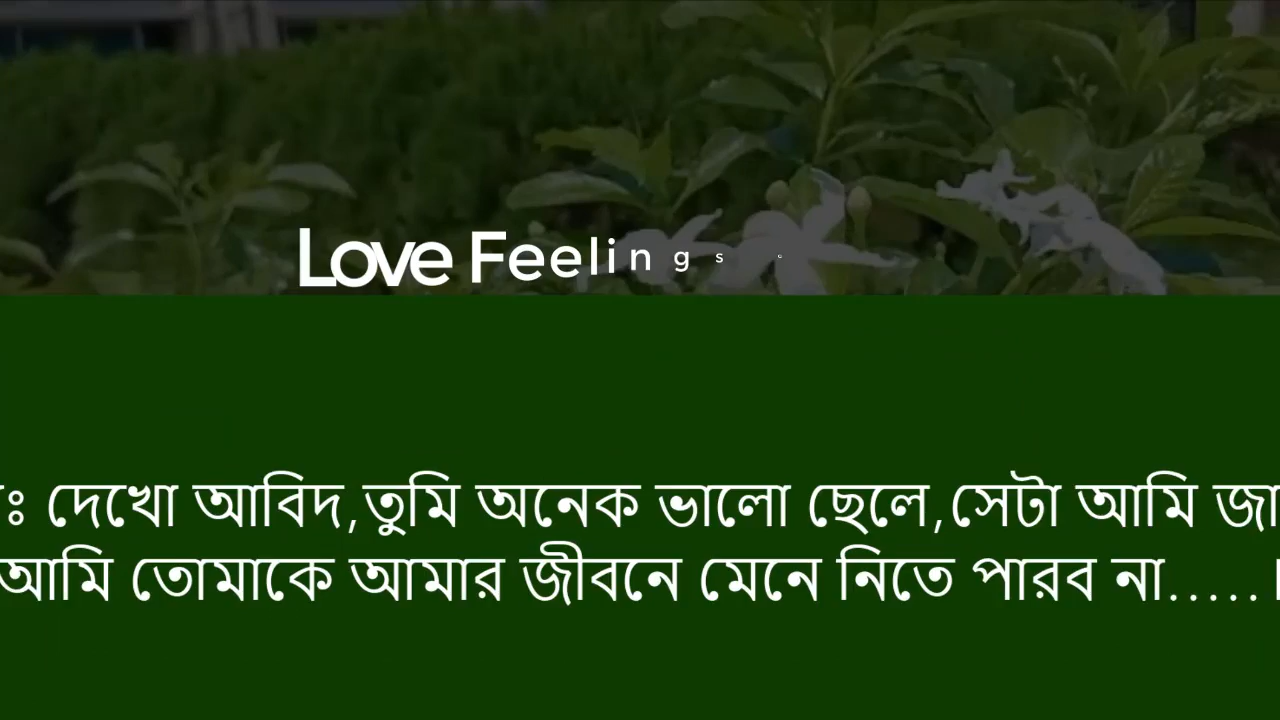 Love Feelings
দেখো আবিদ,তুমি অনেক ভালো ছেলে,সেটা আমি
আমি তোমাকে আমার জীবনে মেনে নিতে পারব না.....।